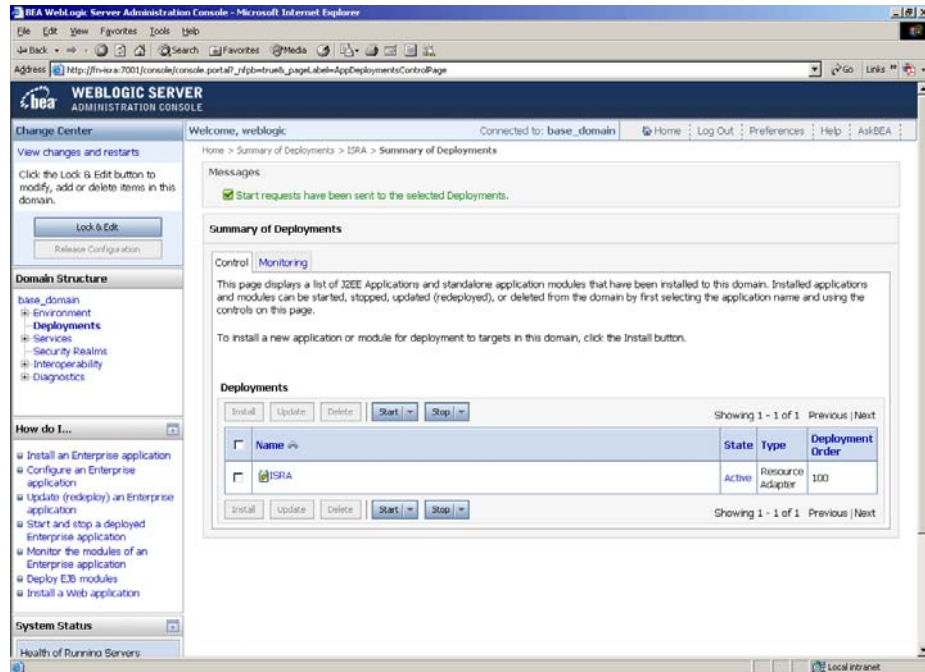 BEA WebLogic Server Administration Console - Microsoft Internet Explorer
File Edit View Favorites Tools Help
Back Search Favorites Media
Address http://fn-isra:7001/console/console.portal?_nfpb=true&_pageLabel=AppDeploymentsControlPage Go Links
bea WEBLOGIC SERVER
ADMINISTRATION CONSOLE
Change Center
View changes and restarts
Click the Lock & Edit button to
modify, add or delete items in this
domain.
Lock & Edit
Release Configuration
Domain Structure
base_domain
Environment
Deployments
Services
Security Realms
Interoperability
Diagnostics
How do I...
Install an Enterprise application
Configure an Enterprise
application
Update (redeploy) an Enterprise
application
Start and stop a deployed
Enterprise application
Monitor the modules of an
Enterprise application
Deploy EJB modules
Install a Web application
System Status
Health of Running Servers
Welcome, weblogic Connected to: base_domain Home Log Out Preferences Help AskBEA
Home > Summary of Deployments > ISRA > Summary of Deployments
Messages
Start requests have been sent to the selected Deployments.
Summary of Deployments
Control Monitoring
This page displays a list of J2EE Applications and standalone application modules that have been installed to this domain. Installed applications
and modules can be started, stopped, updated (redeployed), or deleted from the domain by first selecting the application name and using the
controls on this page.
To install a new application or module for deployment to targets in this domain, click the Install button.
Deployments
Install Update Delete Start Stop Showing 1 - 1 of 1 Previous | Next
Name State Type Deployment Order
ISRA Active Resource Adapter 100
Install Update Delete Start Stop Showing 1 - 1 of 1 Previous | Next
Local intranet